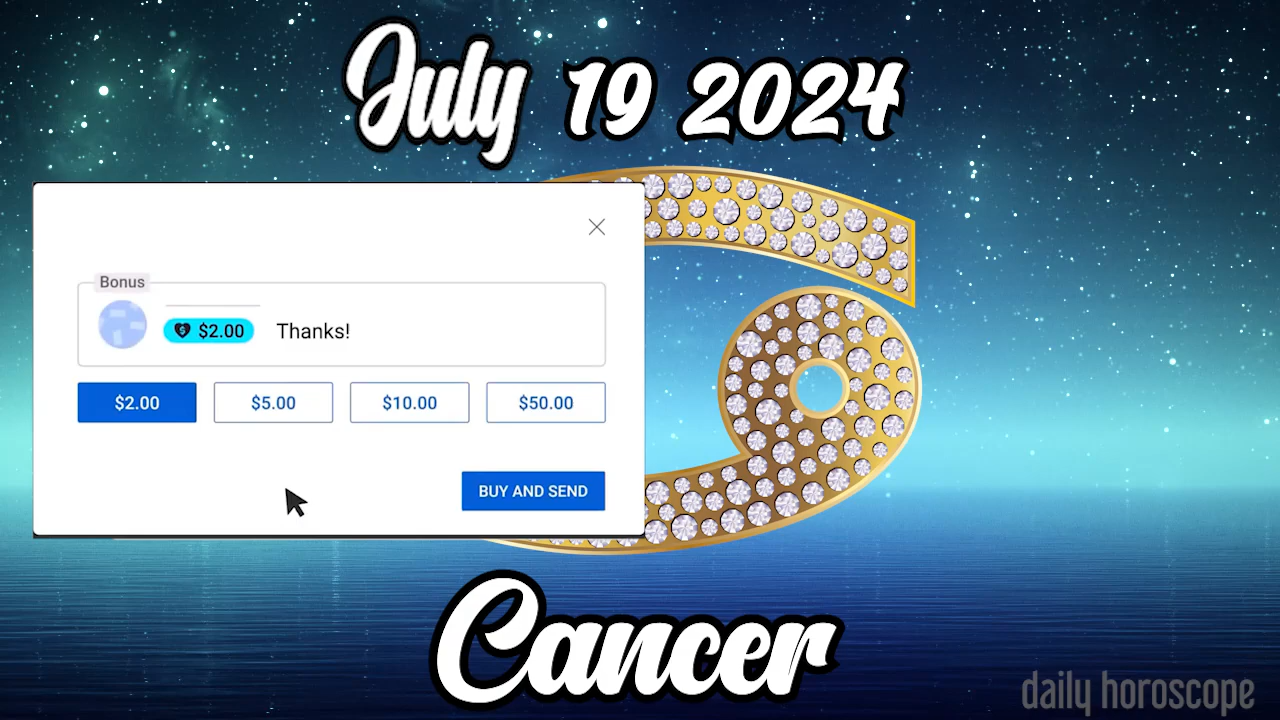 July 19 2024
Bonus
$2.00 Thanks!
$2.00 $5.00 $10.00 $50.00
BUY AND SEND
Cancer
daily horoscope